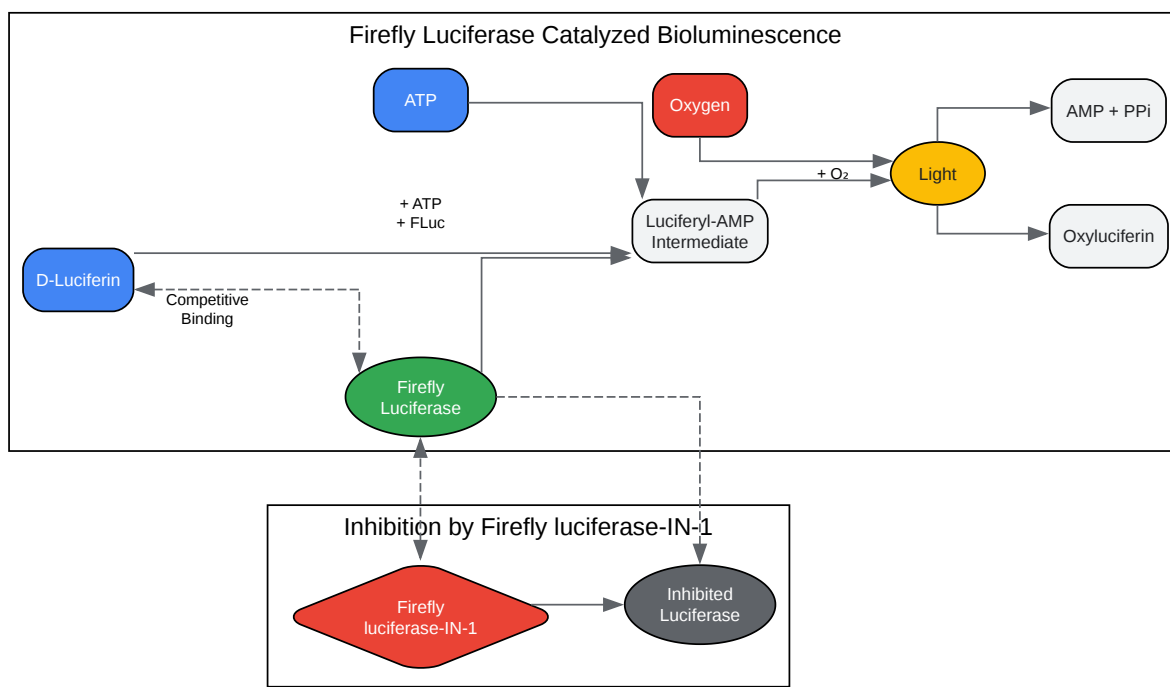 Firefly Luciferase Catalyzed Bioluminescence
ATP
Oxygen
AMP + PPi
+ O₂
Light
+ ATP
+ FLuc
Luciferyl-AMP
Intermediate
Oxyluciferin
D-Luciferin
Competitive
Binding
Firefly
Luciferase
Inhibition by Firefly luciferase-IN-1
Firefly
luciferase-IN-1
Inhibited
Luciferase